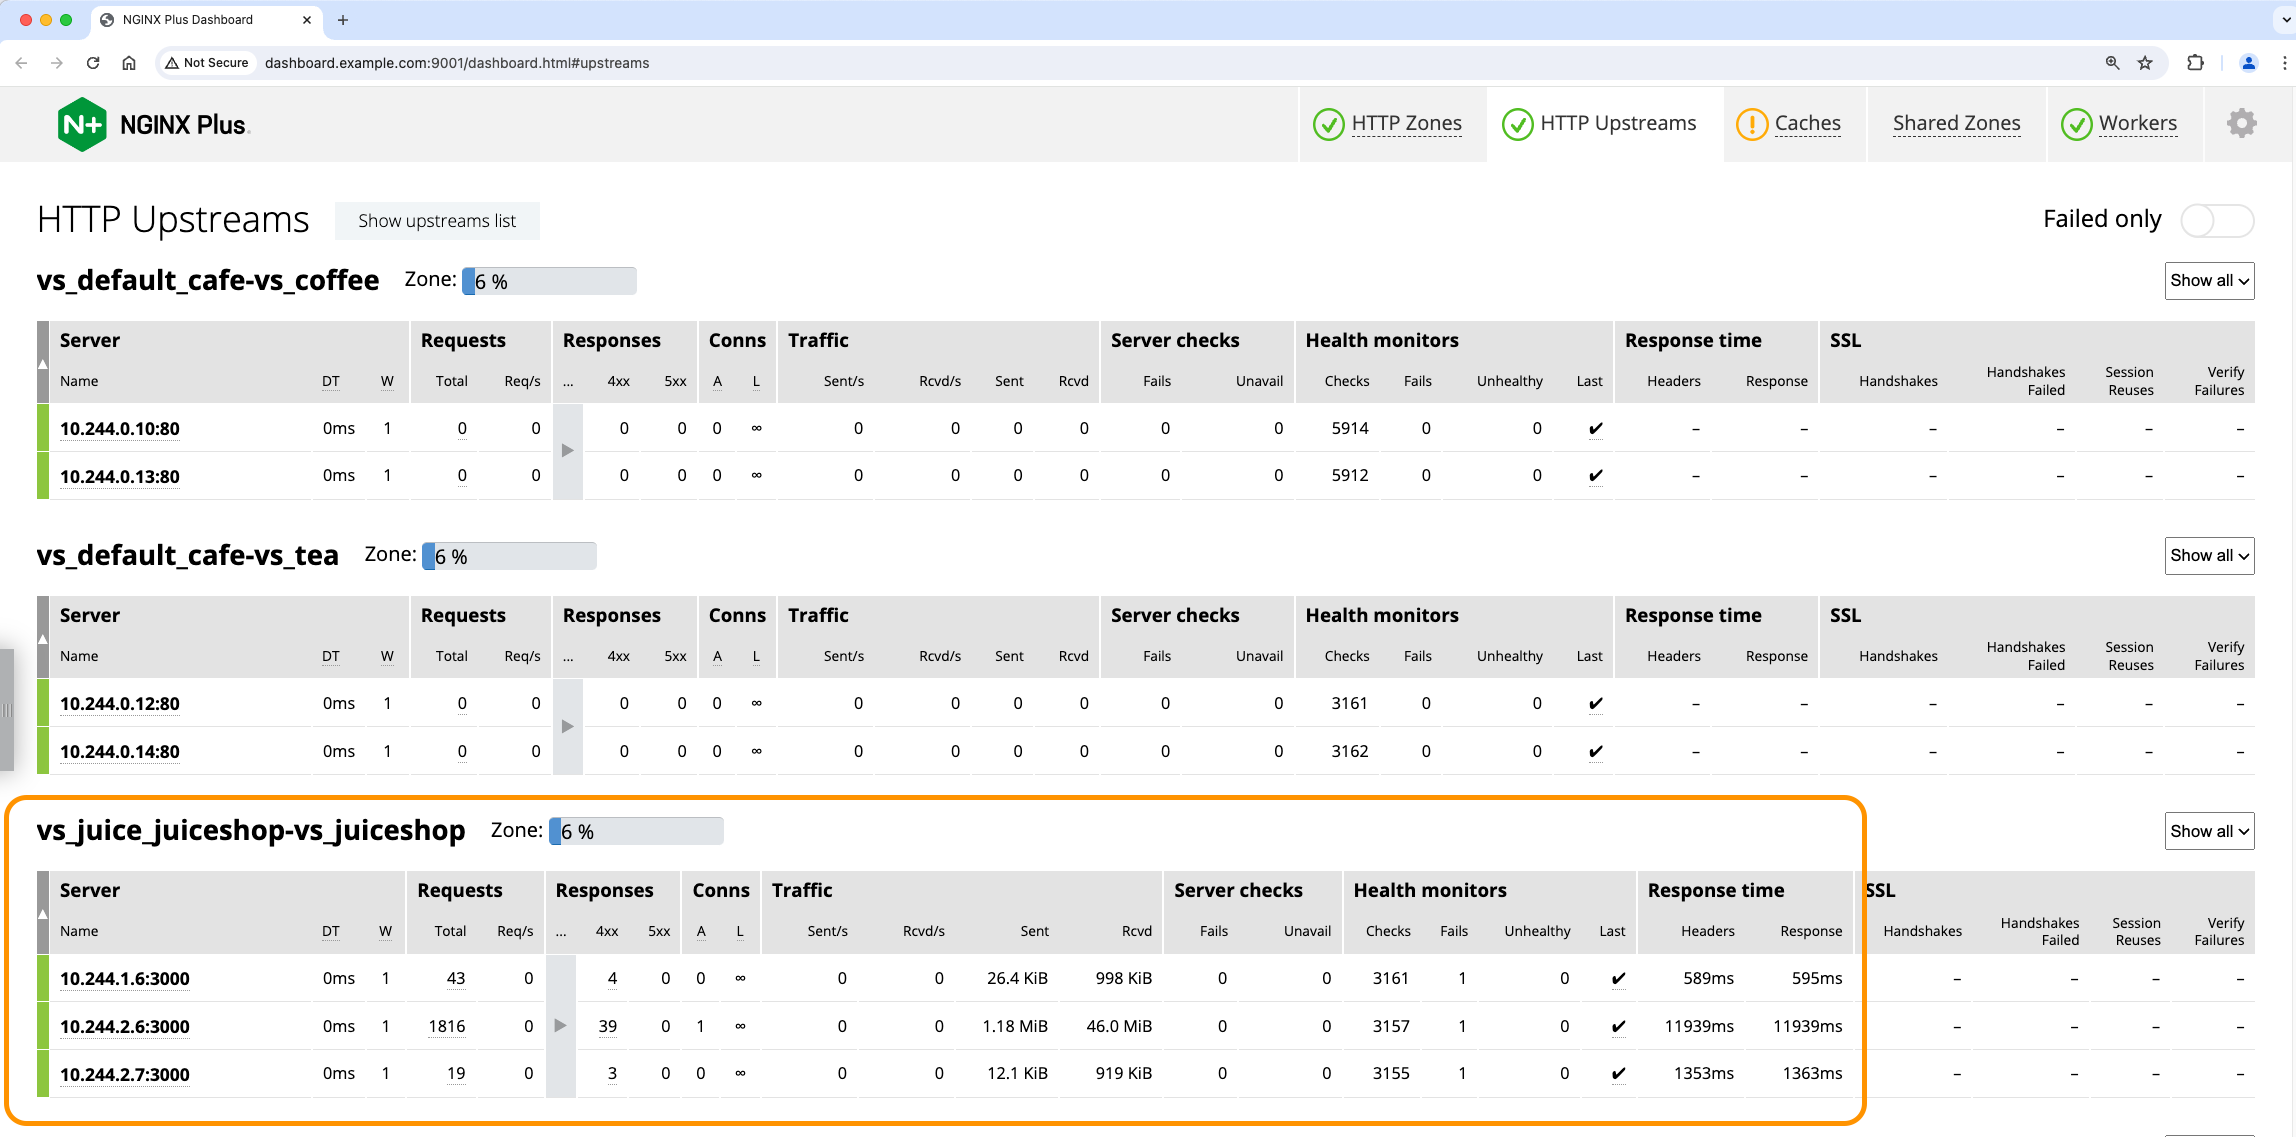 NGINX Plus Dashboard
Not Secure dashboard.example.com:9001/dashboard.html#upstreams
N+ NGINX Plus. HTTP Zones HTTP Upstreams ! Caches Shared Zones Workers
HTTP Upstreams Show upstreams list Failed only
vs_default_cafe-vs_coffee Zone: 6 % Show all
Server Requests Responses Conns Traffic Server checks Health monitors Response time SSL
Name DT W Total Req/s ... 4xx 5xx A L Sent/s Rcvd/s Sent Rcvd Fails Unavail Checks Fails Unhealthy Last Headers Response Handshakes Handshakes Failed Session Reuses Verify Failures
10.244.0.10:80 0ms 1 0 0 0 0 0 ∞ 0 0 0 0 0 0 5914 0 0 ✔ – – – – – –
10.244.0.13:80 0ms 1 0 0 0 0 0 ∞ 0 0 0 0 0 0 5912 0 0 ✔ – – – – – –
vs_default_cafe-vs_tea Zone: 6 % Show all
Server Requests Responses Conns Traffic Server checks Health monitors Response time SSL
Name DT W Total Req/s ... 4xx 5xx A L Sent/s Rcvd/s Sent Rcvd Fails Unavail Checks Fails Unhealthy Last Headers Response Handshakes Handshakes Failed Session Reuses Verify Failures
10.244.0.12:80 0ms 1 0 0 0 0 0 ∞ 0 0 0 0 0 0 3161 0 0 ✔ – – – – – –
10.244.0.14:80 0ms 1 0 0 0 0 0 ∞ 0 0 0 0 0 0 3162 0 0 ✔ – – – – – –
vs_juice_juiceshop-vs_juiceshop Zone: 6 % Show all
Server Requests Responses Conns Traffic Server checks Health monitors Response time SSL
Name DT W Total Req/s ... 4xx 5xx A L Sent/s Rcvd/s Sent Rcvd Fails Unavail Checks Fails Unhealthy Last Headers Response Handshakes Handshakes Failed Session Reuses Verify Failures
10.244.1.6:3000 0ms 1 43 0 4 0 0 ∞ 0 0 26.4 KiB 998 KiB 0 0 3161 1 0 ✔ 589ms 595ms – – – –
10.244.2.6:3000 0ms 1 1816 0 39 0 1 ∞ 0 0 1.18 MiB 46.0 MiB 0 0 3157 1 0 ✔ 11939ms 11939ms – – – –
10.244.2.7:3000 0ms 1 19 0 3 0 0 ∞ 0 0 12.1 KiB 919 KiB 0 0 3155 1 0 ✔ 1353ms 1363ms – – – –